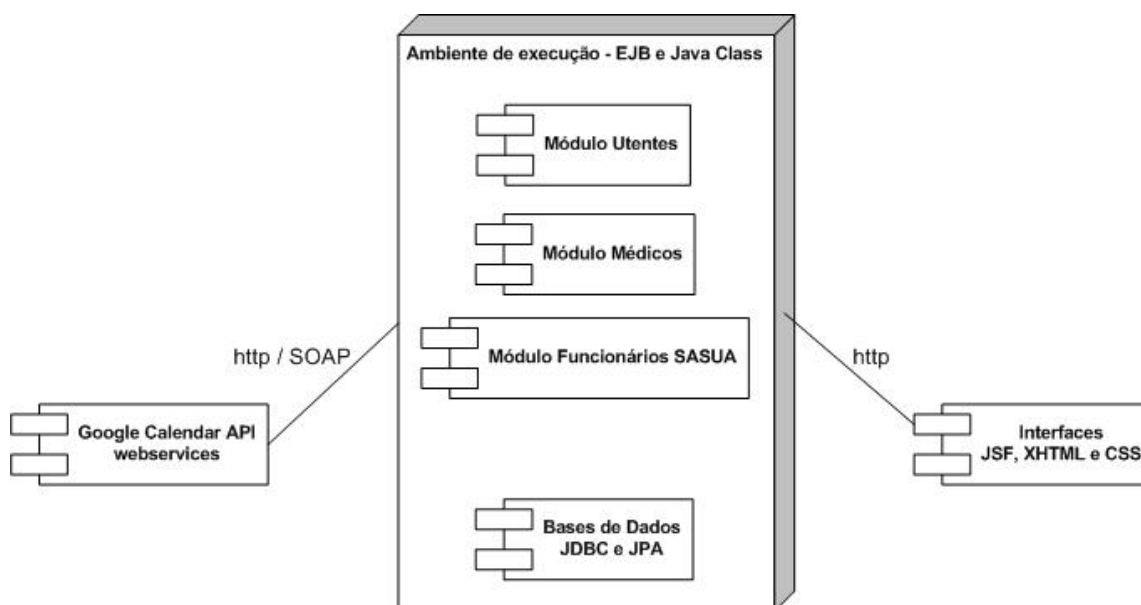 Ambiente de execução - EJB e Java Class
Módulo Utentes
Módulo Médicos
Módulo Funcionários SASUA
http / SOAP
http
Google Calendar API
webservices
Interfaces
JSF, XHTML e CSS
Bases de Dados
JDBC e JPA